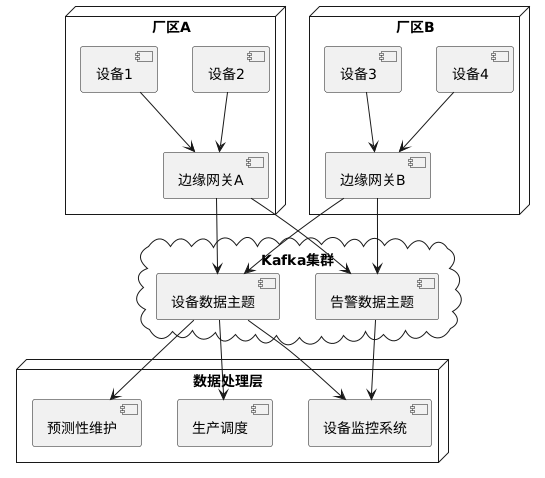 厂区A
厂区B
设备1
设备2
设备3
设备4
边缘网关A
边缘网关B
Kafka集群
设备数据主题
告警数据主题
数据处理层
预测性维护
生产调度
设备监控系统